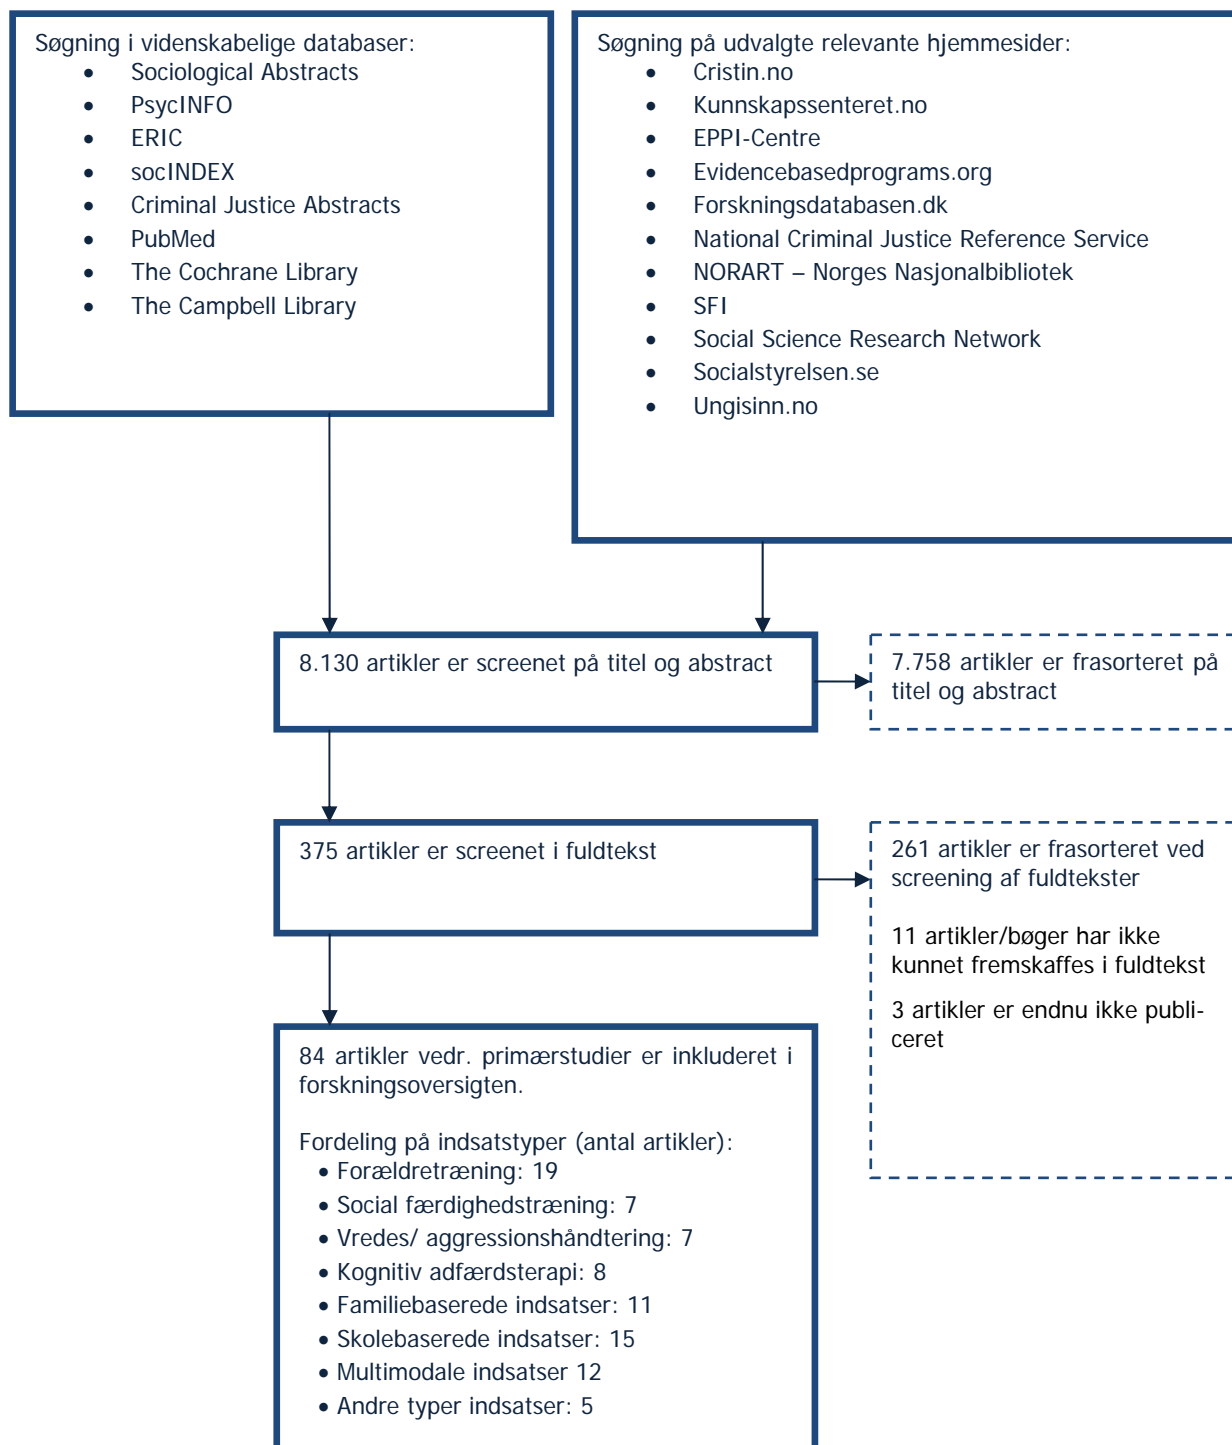 Søgning i videnskabelige databaser:
• Sociological Abstracts
• PsycINFO
• ERIC
• socINDEX
• Criminal Justice Abstracts
• PubMed
• The Cochrane Library
• The Campbell Library
Søgning på udvalgte relevante hjemmesider:
• Cristin.no
• Kunnskapssenteret.no
• EPPI-Centre
• Evidencebasedprograms.org
• Forskningsdatabasen.dk
• National Criminal Justice Reference Service
• NORART – Norges Nasjonalbibliotek
• SFI
• Social Science Research Network
• Socialstyrelsen.se
• Ungisinn.no
8.130 artikler er screenet på titel og abstract
7.758 artikler er frasorteret på
titel og abstract
375 artikler er screenet i fuldtekst
261 artikler er frasorteret ved
screening af fuldtekster
11 artikler/bøger har ikke
kunnet fremskaffes i fuldtekst
3 artikler er endnu ikke publi-
ceret
84 artikler vedr. primærstudier er inkluderet i
forskningsoversigten.
Fordeling på indsatstyper (antal artikler):
• Forældretræning: 19
• Social færdighedstræning: 7
• Vredes/ aggressionshåndtering: 7
• Kognitiv adfærdsterapi: 8
• Familiebaserede indsatser: 11
• Skolebaserede indsatser: 15
• Multimodale indsatser 12
• Andre typer indsatser: 5